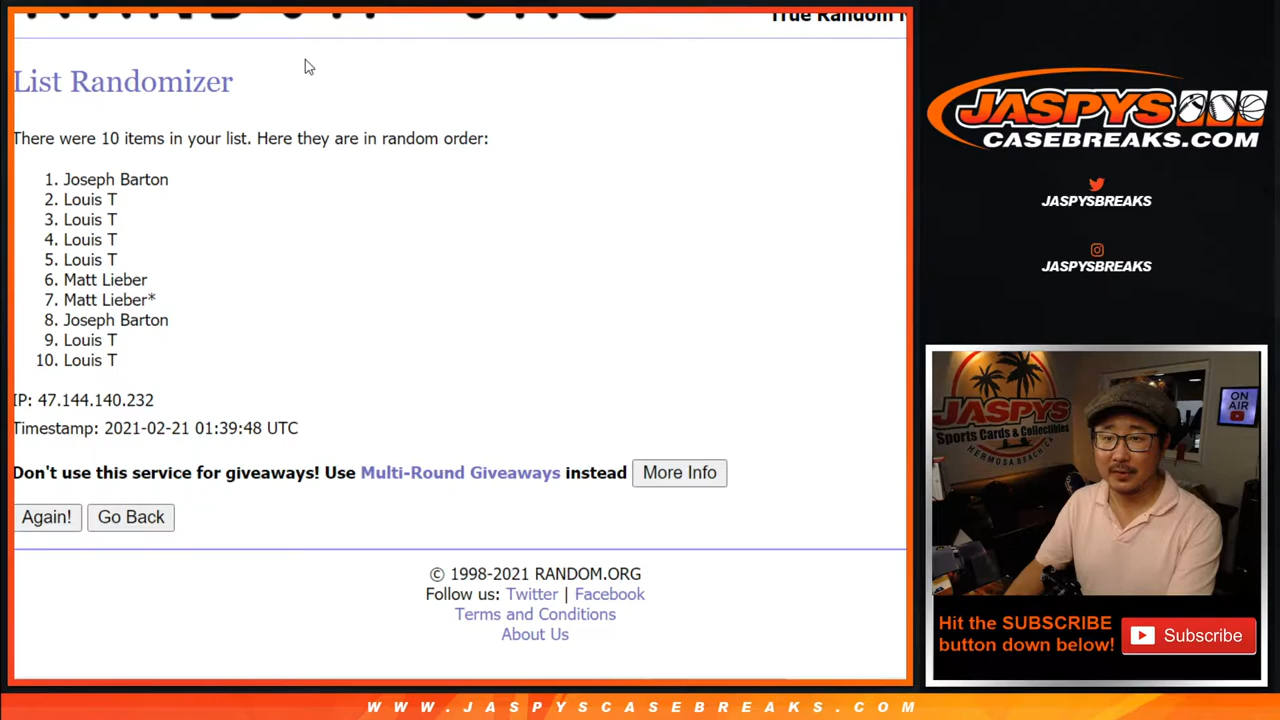 True Random
List Randomizer
There were 10 items in your list. Here they are in random order:
1. Joseph Barton
2. Louis T
3. Louis T
4. Louis T
5. Louis T
6. Matt Lieber
7. Matt Lieber*
8. Joseph Barton
9. Louis T
10. Louis T
IP: 47.144.140.232
Timestamp: 2021-02-21 01:39:48 UTC
Don't use this service for giveaways! Use Multi-Round Giveaways instead More Info
Again! Go Back
© 1998-2021 RANDOM.ORG
Follow us: Twitter | Facebook
Terms and Conditions
About Us
JASPYS
CASEBREAKS.COM
JASPYSBREAKS
JASPYSBREAKS
JASPYS
Sports Cards & Collectibles
HERMOSA BEACH CA
ON
AIR
Hit the SUBSCRIBE
button down below!
Subscribe
WWW.JASPYSCASEBREAKS.COM